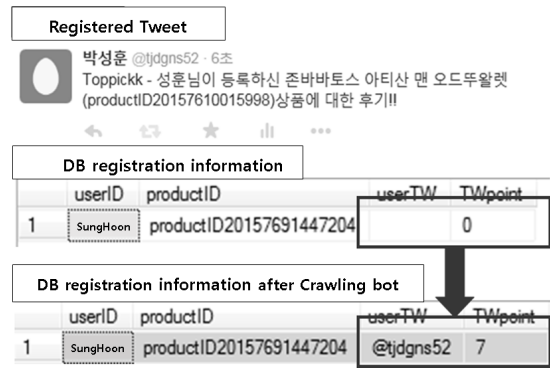 Registered Tweet
박성훈 @tjdgns52 · 6초
Toppickk - 성훈님이 등록하신 존바바토스 아티산 맨 오드뚜왈렛
(productID20157610015998)상품에 대한 후기!!
DB registration information
userID productID userTW TWpoint
1 SungHoon productID20157691447204 0
DB registration information after Crawling bot
userID productID userTW TWpoint
1 SungHoon productID20157691447204 @tjdgns52 7